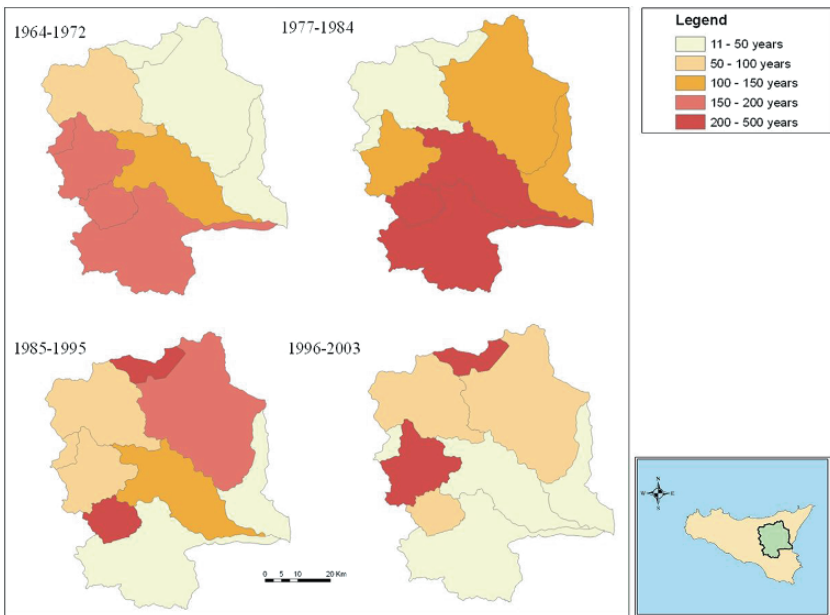 1964-1972
1977-1984
Legend
11 - 50 years
50 - 100 years
100 - 150 years
150 - 200 years
200 - 500 years
1985-1995
1996-2003
0 5 10 20 Km
N
W E
S